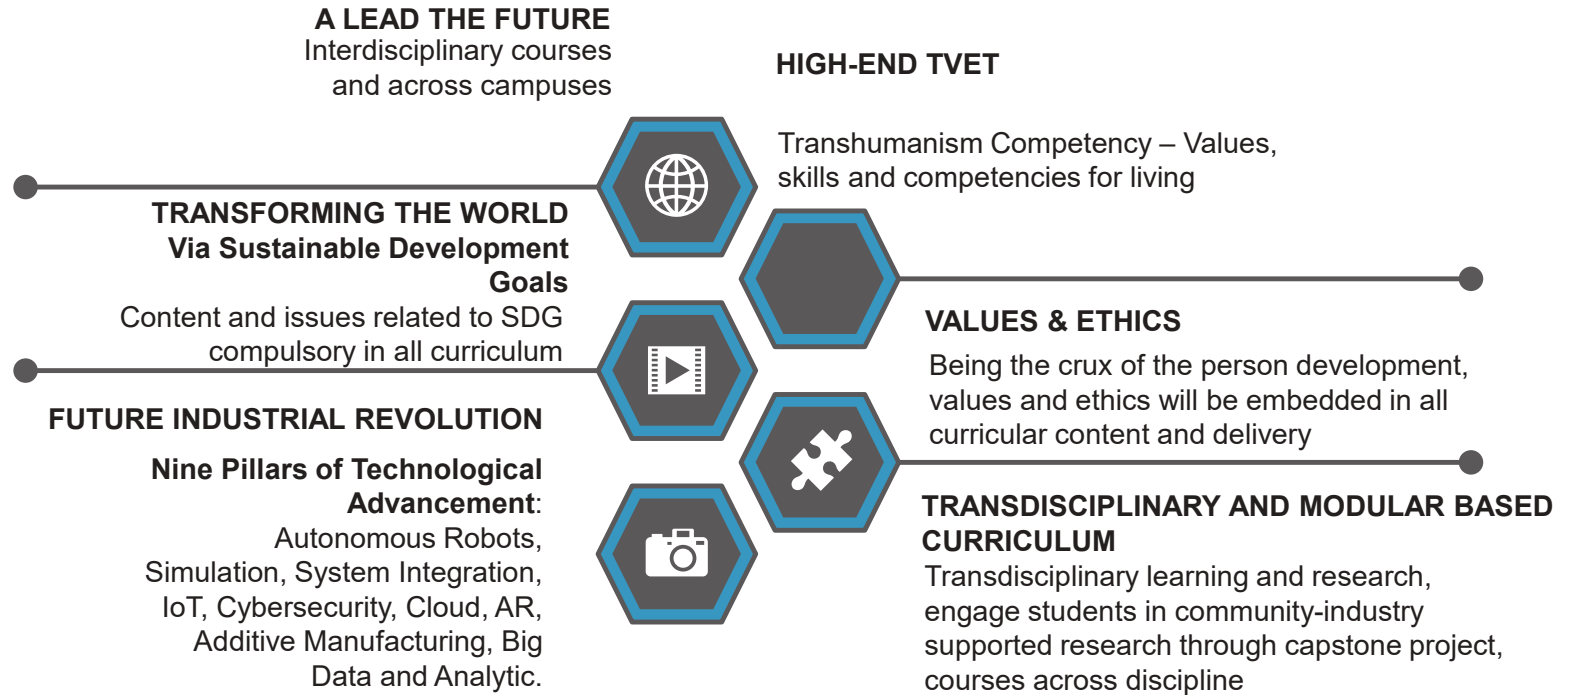 A LEAD THE FUTURE
Interdisciplinary courses
and across campuses
TRANSFORMING THE WORLD
Via Sustainable Development
Goals
Content and issues related to SDG
compulsory in all curriculum
FUTURE INDUSTRIAL REVOLUTION
Nine Pillars of Technological
Advancement:
Autonomous Robots,
Simulation, System Integration,
IoT, Cybersecurity, Cloud, AR,
Additive Manufacturing, Big
Data and Analytic.
HIGH-END TVET
Transhumanism Competency – Values,
skills and competencies for living
VALUES & ETHICS
Being the crux of the person development,
values and ethics will be embedded in all
curricular content and delivery
TRANSDISCIPLINARY AND MODULAR BASED
CURRICULUM
Transdisciplinary learning and research,
engage students in community-industry
supported research through capstone project,
courses across discipline